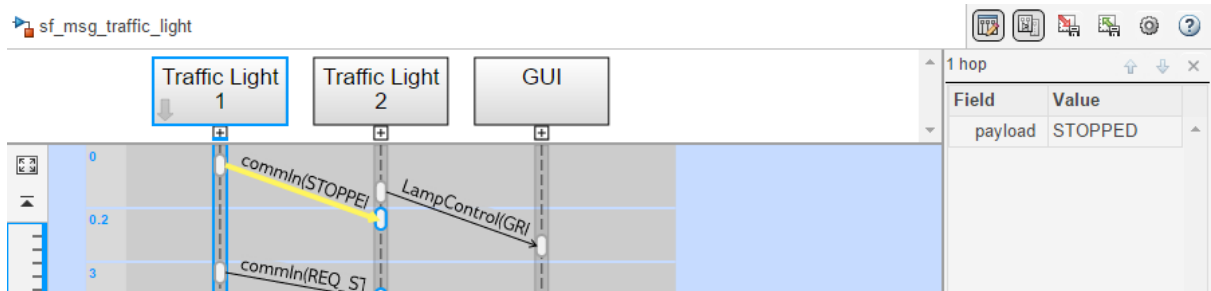 sf_msg_traffic_light
Traffic Light
1
Traffic Light
2
GUI
1 hop
Field Value
payload STOPPED
0
commIn(STOPPE
LampControl(GRI
0.2
3
commIn(REQ_ST